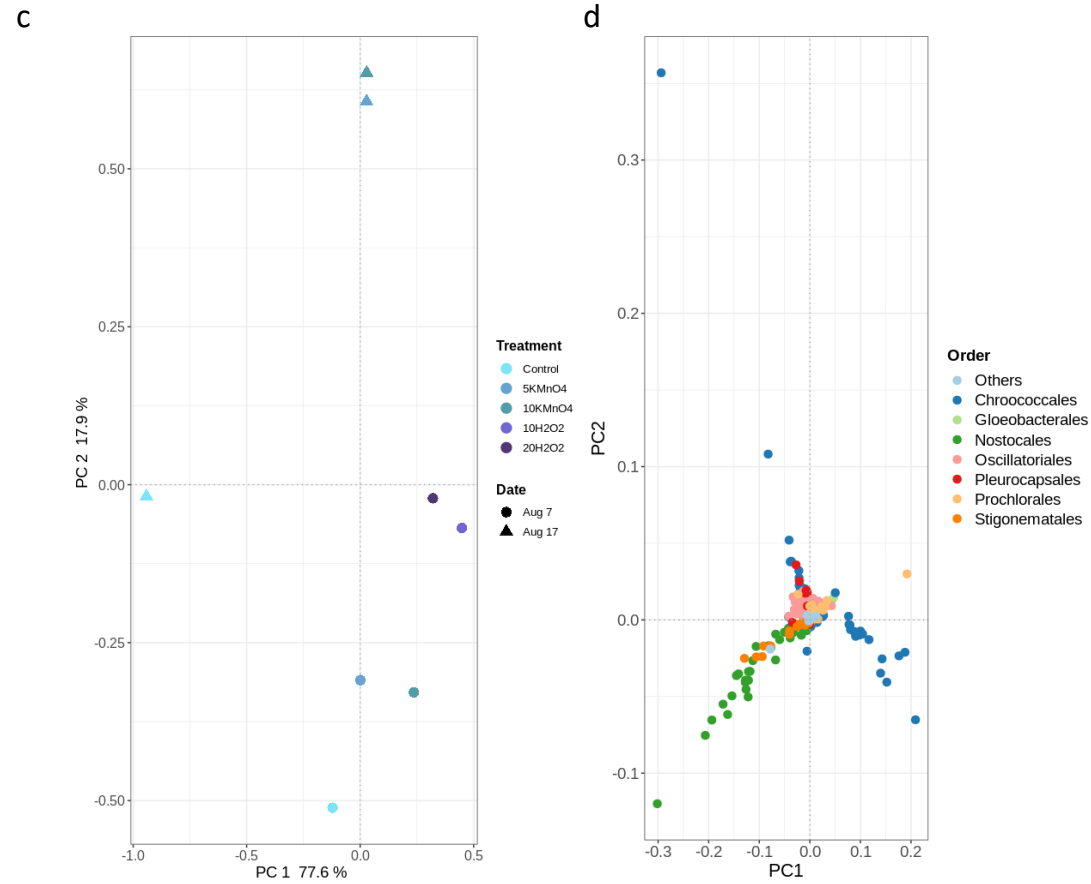 c
d
0.50
0.25
0.00
-0.25
-0.50
PC 2 17.9 %
-1.0
-0.5
0.0
0.5
PC 1 77.6 %
Treatment
Control
5KMnO4
10KMnO4
10H2O2
20H2O2
Date
Aug 7
Aug 17
0.3
0.2
0.1
0.0
-0.1
PC2
-0.3
-0.2
-0.1
0.0
0.1
0.2
PC1
Order
Others
Chroococcales
Gloeobacterales
Nostocales
Oscillatoriales
Pleurocapsales
Prochlorales
Stigonematales